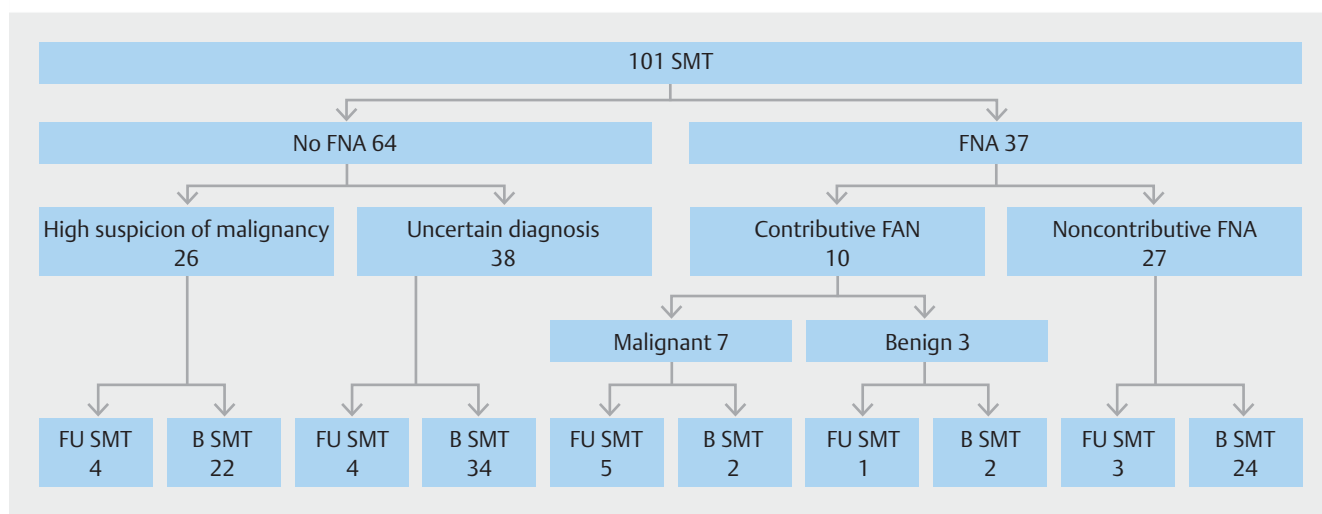 101 SMT
No FNA 64
FNA 37
High suspicion of malignancy
26
Uncertain diagnosis
38
Contributive FAN
10
Noncontributive FNA
27
Malignant 7
Benign 3
FU SMT
4
B SMT
22
FU SMT
4
B SMT
34
FU SMT
5
B SMT
2
FU SMT
1
B SMT
2
FU SMT
3
B SMT
24